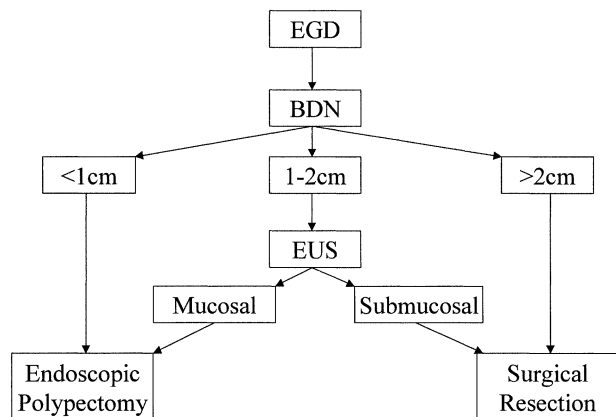 EGD
BDN
<1cm
1-2cm
>2cm
EUS
Mucosal
Submucosal
Endoscopic
Polypectomy
Surgical
Resection